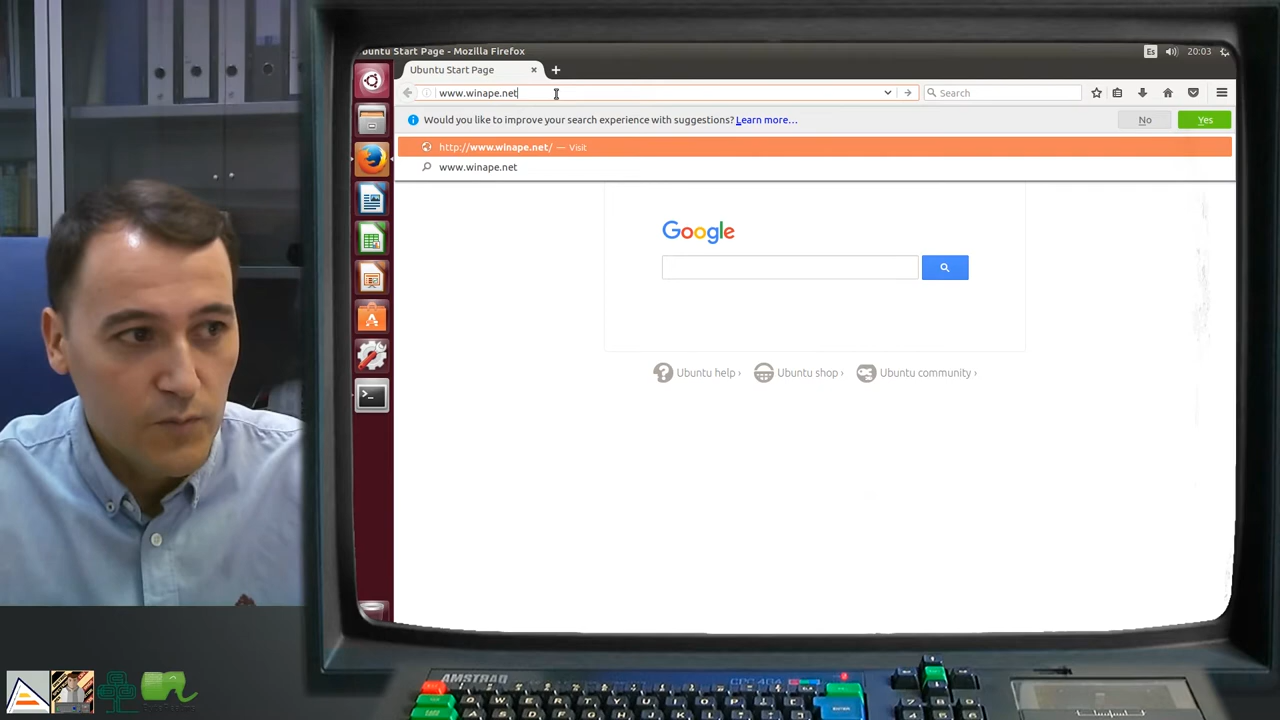 buntu Start Page - Mozilla Firefox
Es
20:03
Ubuntu Start Page
www.winape.net
Search
Would you like to improve your search experience with suggestions? Learn more...
No
Yes
http://www.winape.net/ — Visit
www.winape.net
Google
Ubuntu help ›
Ubuntu shop ›
Ubuntu community ›
AMSTRAD